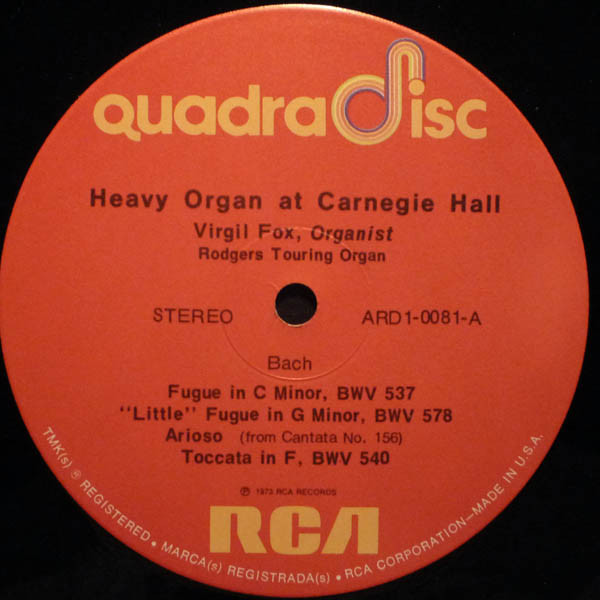 quadradisc
Heavy Organ at Carnegie Hall
Virgil Fox, Organist
Rodgers Touring Organ
STEREO ARD1-0081-A
Bach
Fugue in C Minor, BWV 537
"Little" Fugue in G Minor, BWV 578
Arioso (from Cantata No. 156)
Toccata in F, BWV 540
℗ 1973 RCA RECORDS
RCA
TMK(s) ® REGISTERED • MARCA(s) REGISTRADA(s) • RCA CORPORATION—MADE IN U.S.A.